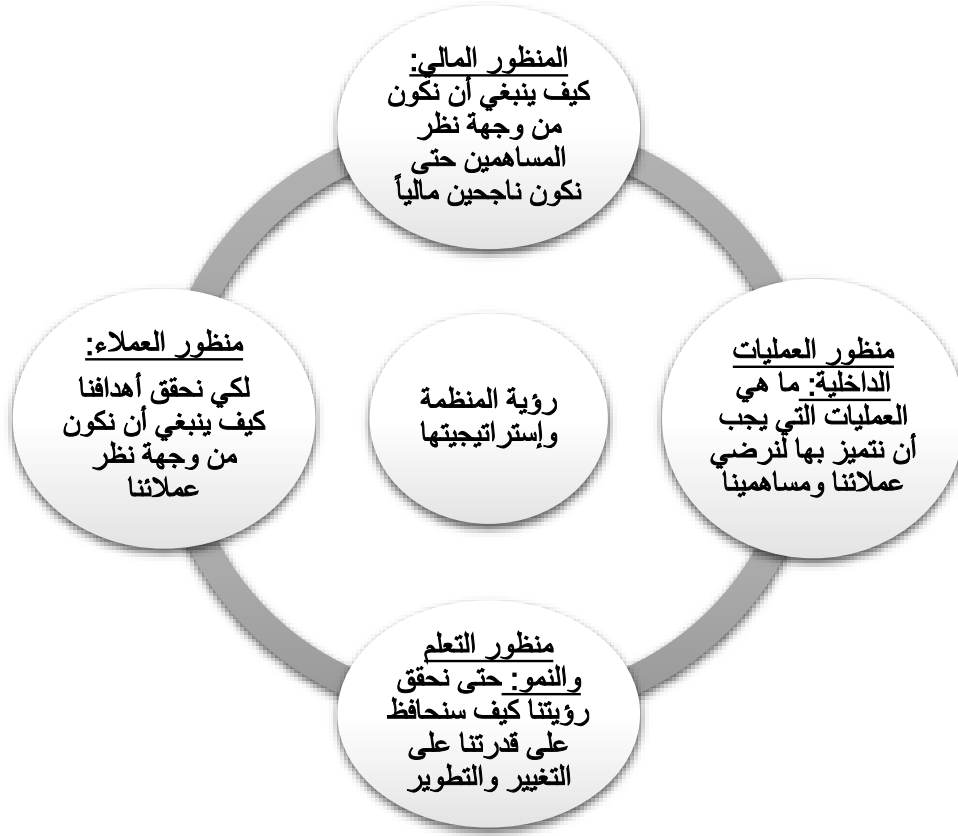 المنظور المالي:
كيف ينبغي أن نكون
من وجهة نظر
المساهمين حتى
نكون ناجحين مالياً
منظور العمليات
الداخلية: ما هي
العمليات التي يجب
أن نتميز بها لنرضي
عملائنا ومساهمينا
رؤية المنظمة
وإستراتيجيتها
منظور العملاء:
لكي نحقق أهدافنا
كيف ينبغي أن نكون
من وجهة نظر
عملائنا
منظور التعلم
والنمو: حتى نحقق
رؤيتنا كيف سنحافظ
على قدرتنا على
التغيير والتطوير